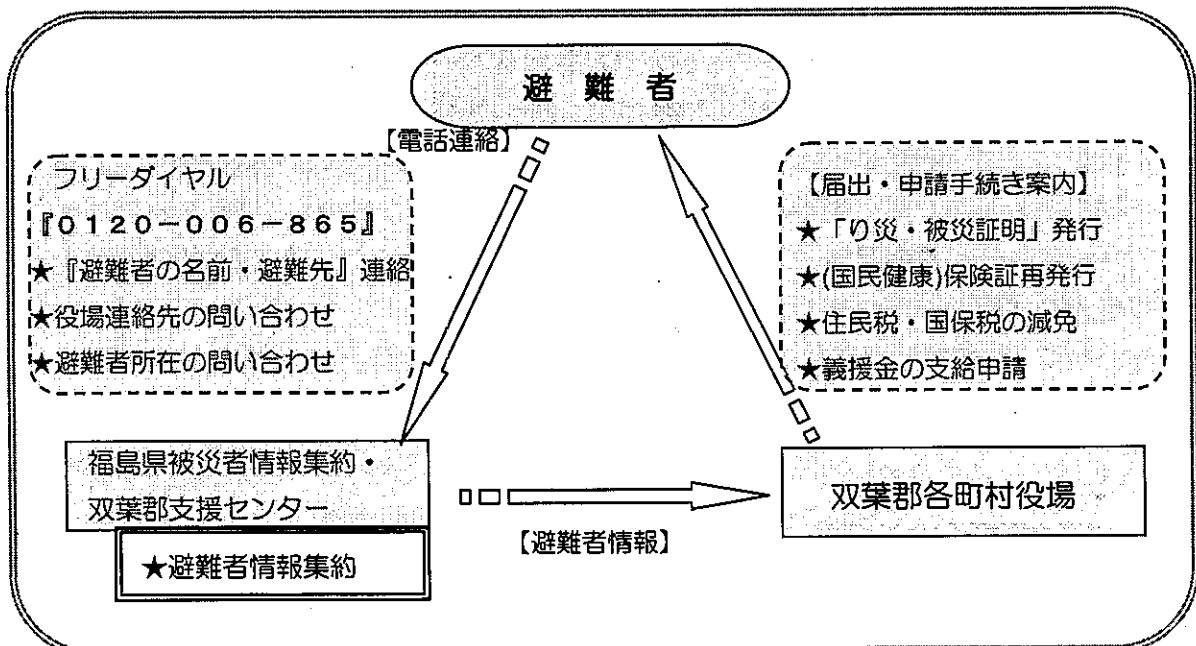 避難者
【電話連絡】
フリーダイヤル
『0120-006-865』
★『避難者の名前・避難先』連絡
★役場連絡先の問い合わせ
★避難者所在の問い合わせ
【届出・申請手続き案内】
★「り災・被災証明」発行
★(国民健康)保険証再発行
★住民税・国保税の減免
★義援金の支給申請
福島県被災者情報集約・
双葉郡支援センター
★避難者情報集約
【避難者情報】
双葉郡各町村役場